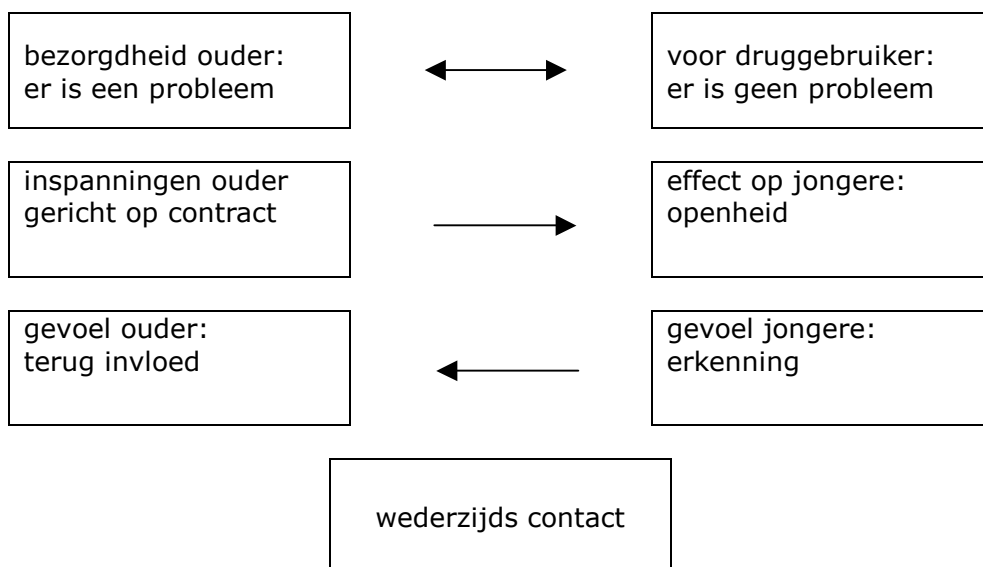 bezorgdheid ouder:
er is een probleem
voor druggebruiker:
er is geen probleem
inspanningen ouder
gericht op contract
effect op jongere:
openheid
gevoel ouder:
terug invloed
gevoel jongere:
erkenning
wederzijds contact